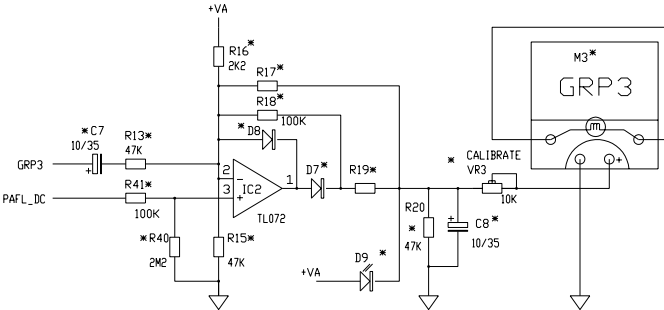 +VA
R16*
2K2
R17*
R18*
100K
* C7
10/35
+
R13*
47K
* D8
GRP3
2
3
-
+
IC2
1
TL072
D7*
R19*
PAFL_DC
R41*
100K
* R40
2M2
R15*
47K
+VA
D9 *
R20
*
47K
+
C8*
10/35
*
CALIBRATE
VR3
10K
M3*
GRP3
+